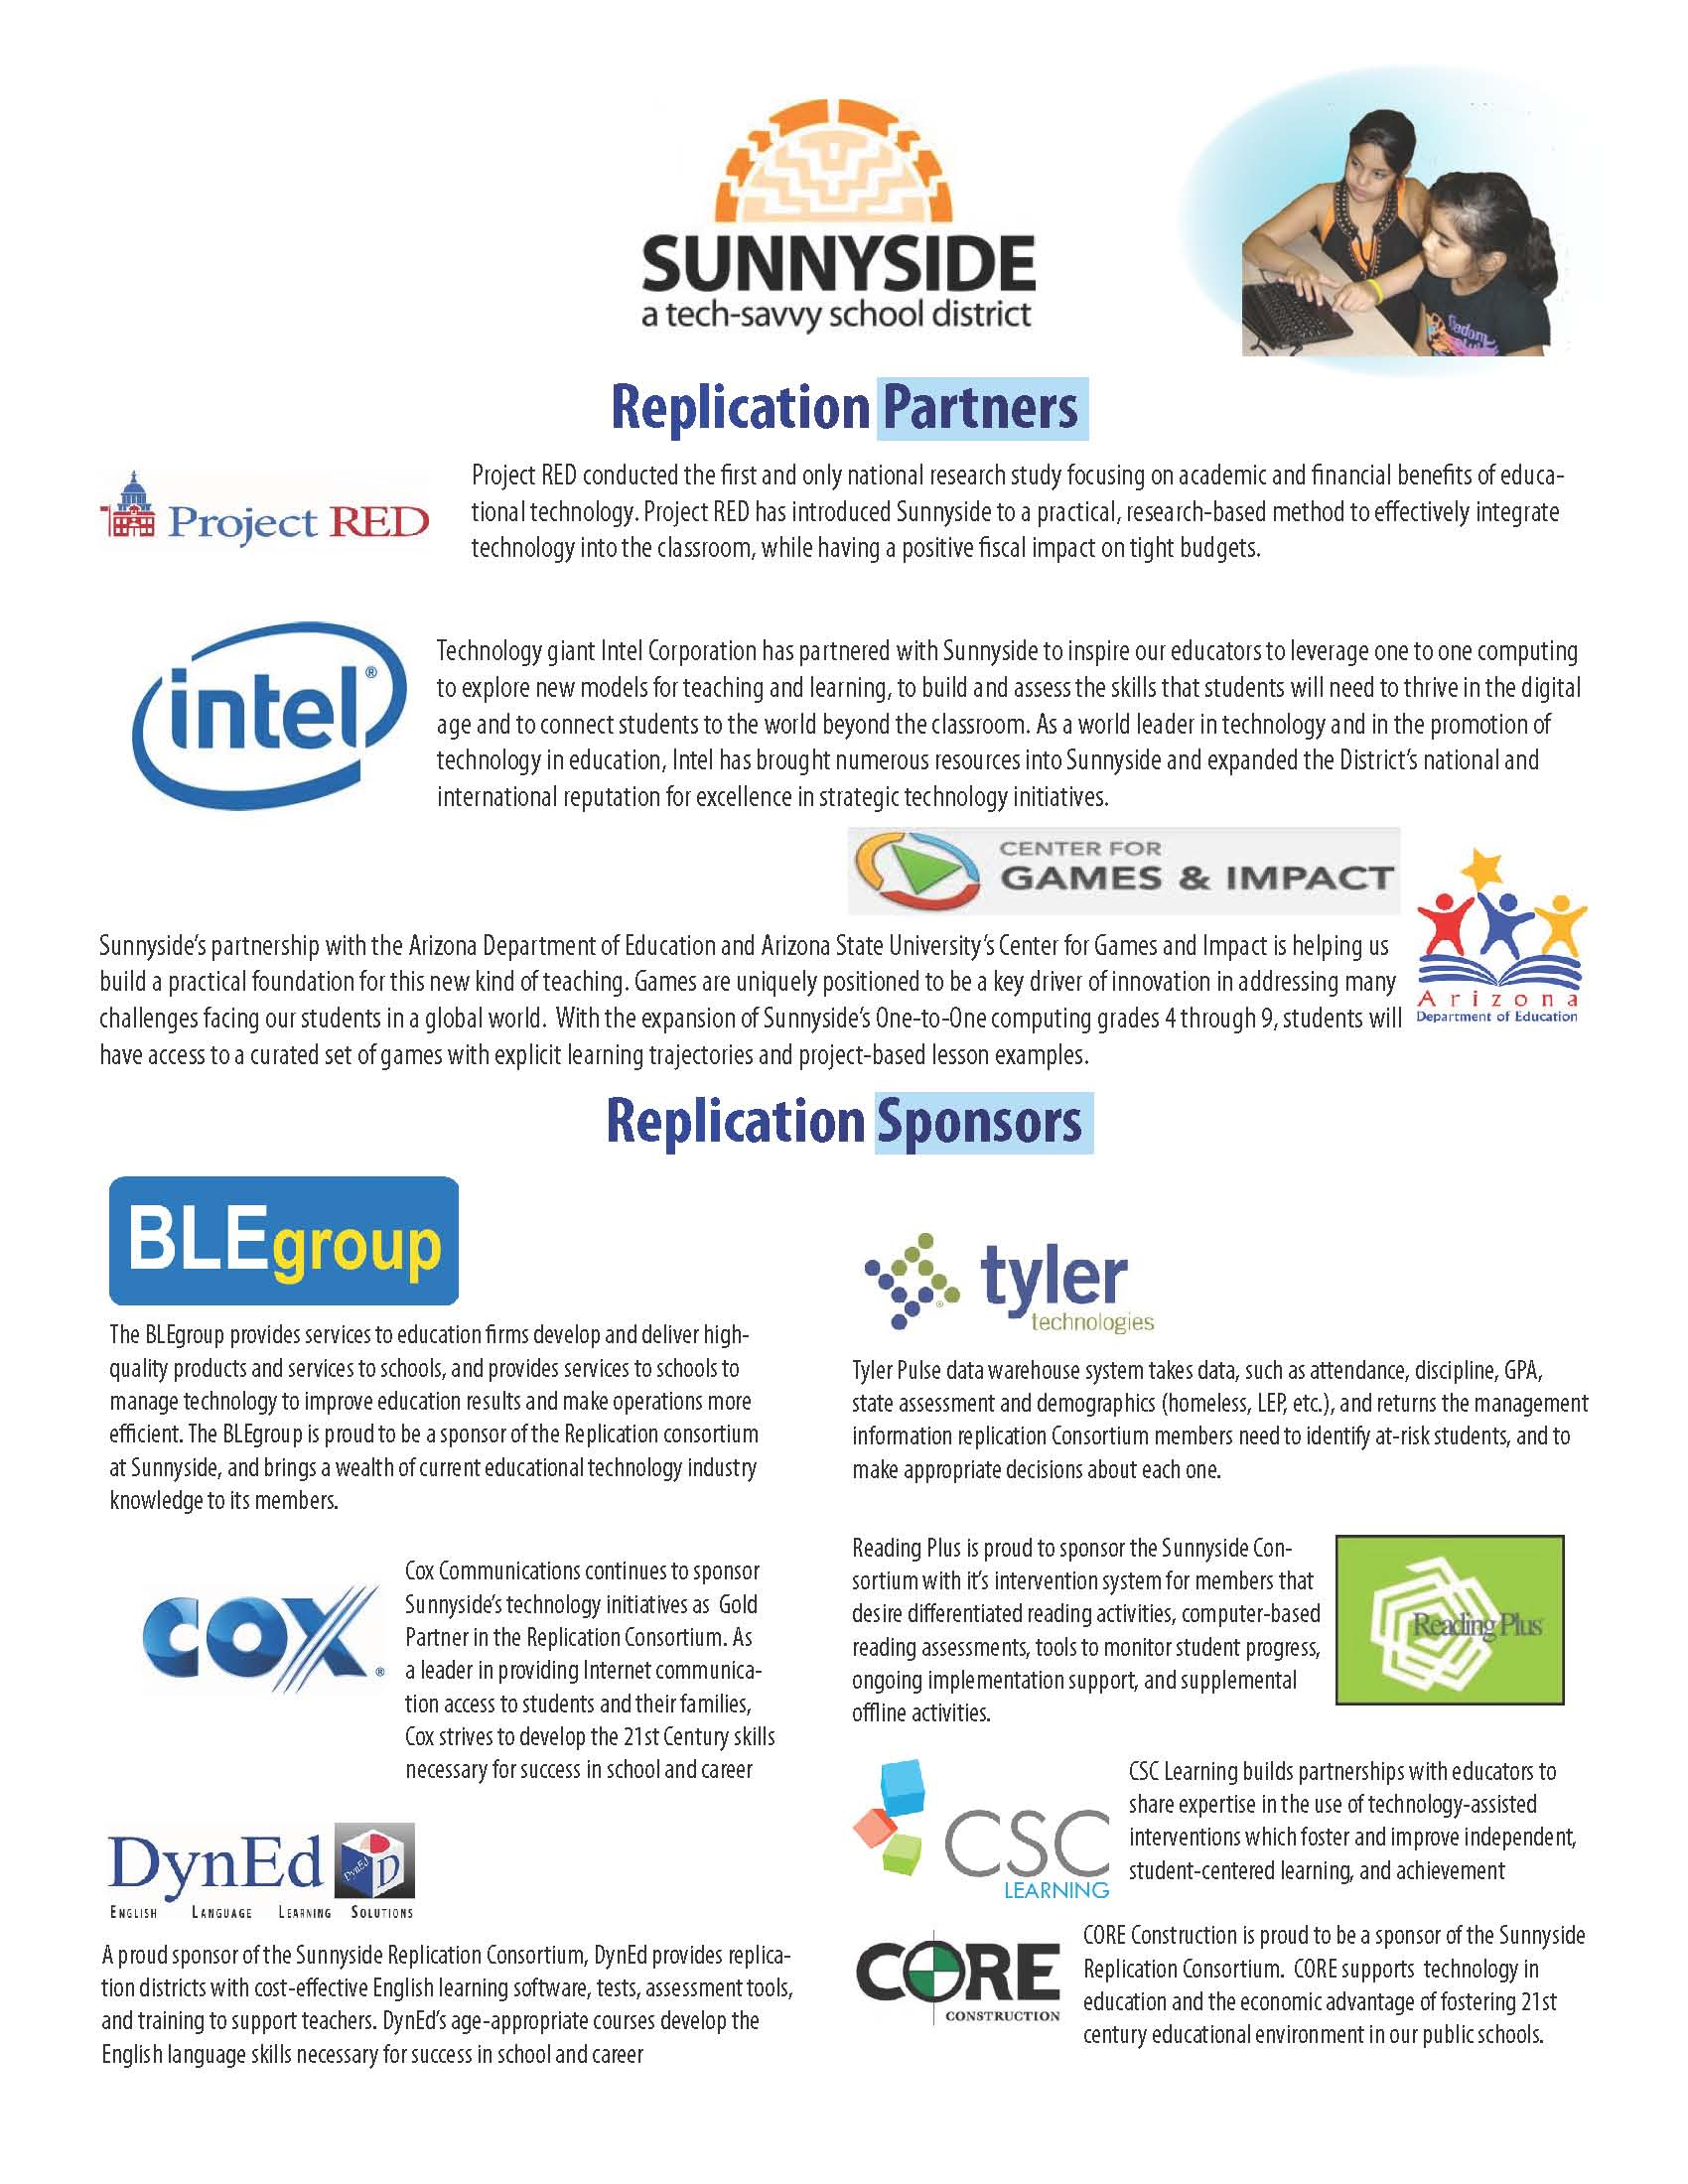 SUNNYSIDE
a tech-savvy school district
Replication Partners
Project RED
Project RED conducted the first and only national research study focusing on academic and financial benefits of educa-
tional technology. Project RED has introduced Sunnyside to a practical, research-based method to effectively integrate
technology into the classroom, while having a positive fiscal impact on tight budgets.
intel®
Technology giant Intel Corporation has partnered with Sunnyside to inspire our educators to leverage one to one computing
to explore new models for teaching and learning, to build and assess the skills that students will need to thrive in the digital
age and to connect students to the world beyond the classroom. As a world leader in technology and in the promotion of
technology in education, Intel has brought numerous resources into Sunnyside and expanded the District's national and
international reputation for excellence in strategic technology initiatives.
CENTER FOR
GAMES & IMPACT
Arizona
Department of Education
Sunnyside's partnership with the Arizona Department of Education and Arizona State University's Center for Games and Impact is helping us
build a practical foundation for this new kind of teaching. Games are uniquely positioned to be a key driver of innovation in addressing many
challenges facing our students in a global world. With the expansion of Sunnyside's One-to-One computing grades 4 through 9, students will
have access to a curated set of games with explicit learning trajectories and project-based lesson examples.
Replication Sponsors
BLEgroup
The BLEgroup provides services to education firms develop and deliver high-
quality products and services to schools, and provides services to schools to
manage technology to improve education results and make operations more
efficient. The BLEgroup is proud to be a sponsor of the Replication consortium
at Sunnyside, and brings a wealth of current educational technology industry
knowledge to its members.
COX®
Cox Communications continues to sponsor
Sunnyside's technology initiatives as Gold
Partner in the Replication Consortium. As
a leader in providing Internet communica-
tion access to students and their families,
Cox strives to develop the 21st Century skills
necessary for success in school and career
DynEd
DynEd D
ENGLISH LANGUAGE LEARNING SOLUTIONS
A proud sponsor of the Sunnyside Replication Consortium, DynEd provides replica-
tion districts with cost-effective English learning software, tests, assessment tools,
and training to support teachers. DynEd's age-appropriate courses develop the
English language skills necessary for success in school and career
tyler
technologies
Tyler Pulse data warehouse system takes data, such as attendance, discipline, GPA,
state assessment and demographics (homeless, LEP, etc.), and returns the management
information replication Consortium members need to identify at-risk students, and to
make appropriate decisions about each one.
Reading Plus is proud to sponsor the Sunnyside Con-
sortium with it's intervention system for members that
desire differentiated reading activities, computer-based
reading assessments, tools to monitor student progress,
ongoing implementation support, and supplemental
offline activities.
Reading Plus
CSC
LEARNING
CSC Learning builds partnerships with educators to
share expertise in the use of technology-assisted
interventions which foster and improve independent,
student-centered learning, and achievement
CORE
CONSTRUCTION
CORE Construction is proud to be a sponsor of the Sunnyside
Replication Consortium. CORE supports technology in
education and the economic advantage of fostering 21st
century educational environment in our public schools.